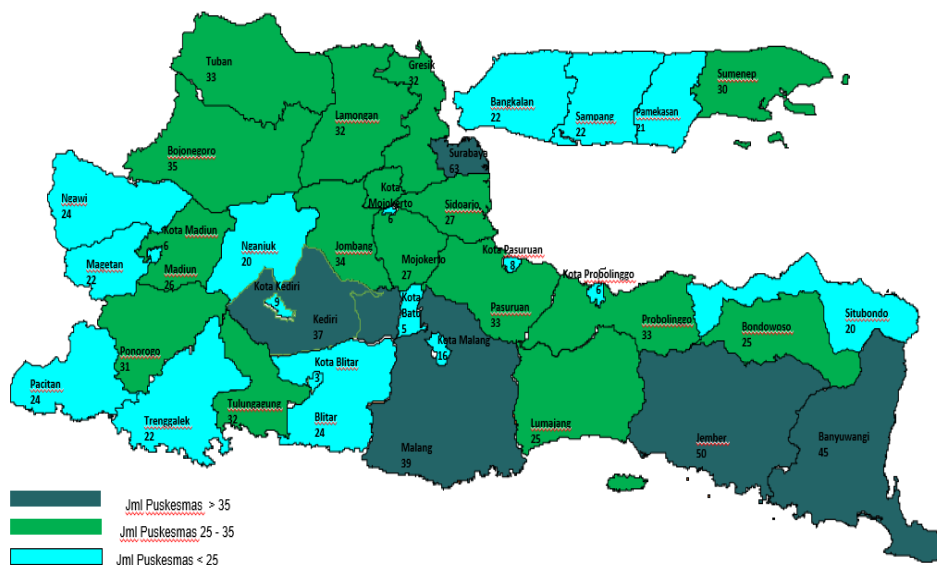 Tuban
33
Gresik
32
Lamongan
32
Bojonegoro
35
Bangkalan
22
Sampang
22
Pamekasan
21
Sumenep
30
Surabaya
63
Ngawi
24
Kota
Mojokerto
6
Sidoarjo
27
Kota Madiun
6
Magetan
22
Madiun
26
Nganjuk
20
Jombang
34
Mojokerto
27
Kota Pasuruan
8
Pasuruan
33
Kota Probolinggo
6
Probolinggo
33
Situbondo
20
Bondowoso
25
Kota Kediri
9
Kediri
37
Kota
Batu
5
Kota Malang
16
Ponorogo
31
Pacitan
24
Trenggalek
22
Tulungagung
32
Kota Blitar
3
Blitar
24
Malang
39
Lumajang
25
Jember
50
Banyuwangi
45
Jml Puskesmas > 35
Jml Puskesmas 25 - 35
Jml Puskesmas < 25